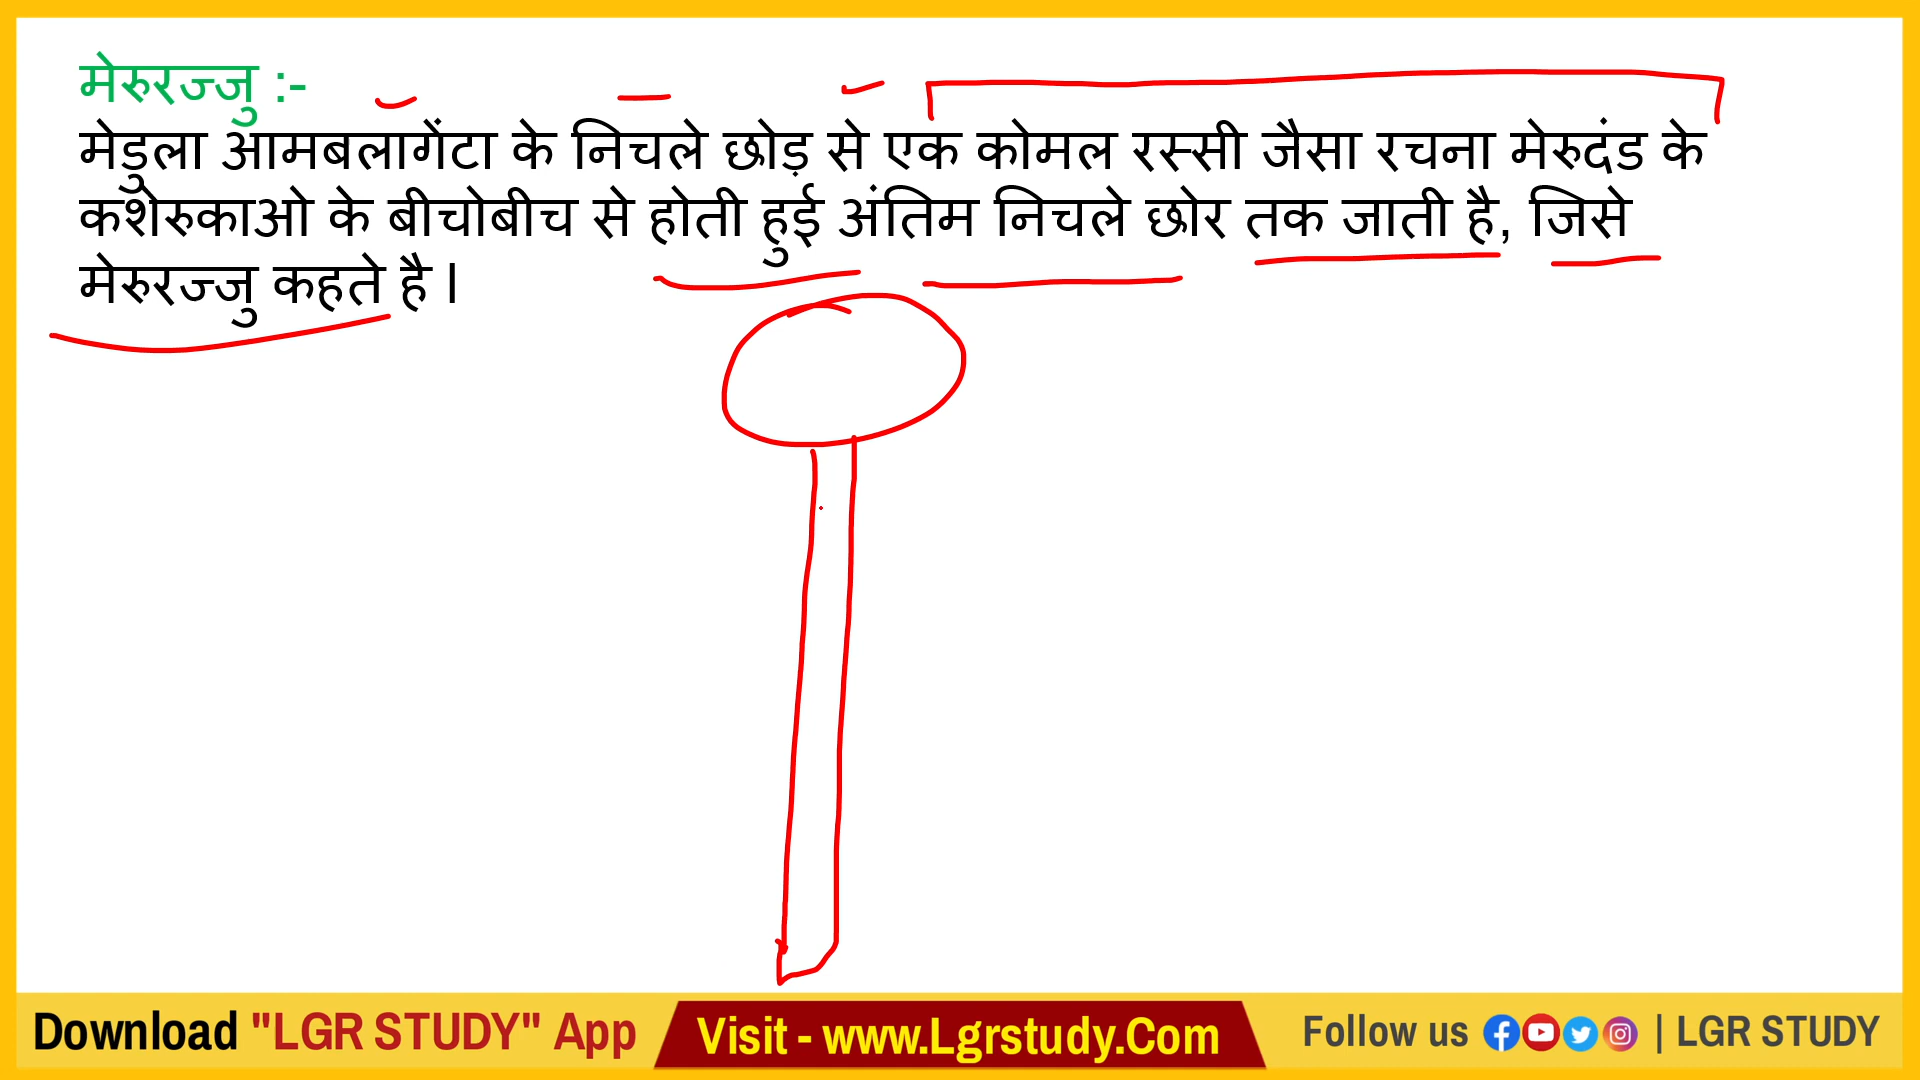 मेरुरज्जु :-
मेडुला आमबलागेंटा के निचले छोड़ से एक कोमल रस्सी जैसा रचना मेरुदंड के
कशेरुकाओ के बीचोबीच से होती हुई अंतिम निचले छोर तक जाती है, जिसे
मेरुरज्जु कहते है l
Download "LGR STUDY" App
Visit - www.Lgrstudy.Com
Follow us | LGR STUDY